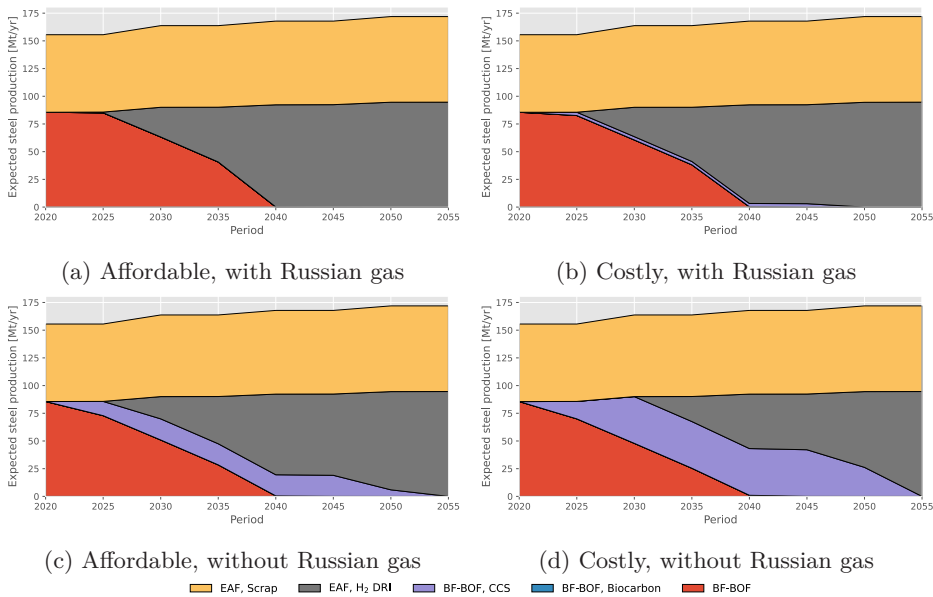 175
150
125
100
75
50
25
0
Expected steel production [Mt/yr]
2020 2025 2030 2035 2040 2045 2050 2055
Period
(a) Affordable, with Russian gas
175
150
125
100
75
50
25
0
Expected steel production [Mt/yr]
2020 2025 2030 2035 2040 2045 2050 2055
Period
(b) Costly, with Russian gas
175
150
125
100
75
50
25
0
Expected steel production [Mt/yr]
2020 2025 2030 2035 2040 2045 2050 2055
Period
(c) Affordable, without Russian gas
175
150
125
100
75
50
25
0
Expected steel production [Mt/yr]
2020 2025 2030 2035 2040 2045 2050 2055
Period
(d) Costly, without Russian gas
EAF, Scrap EAF, H₂ DRI BF-BOF, CCS BF-BOF, Biocarbon BF-BOF